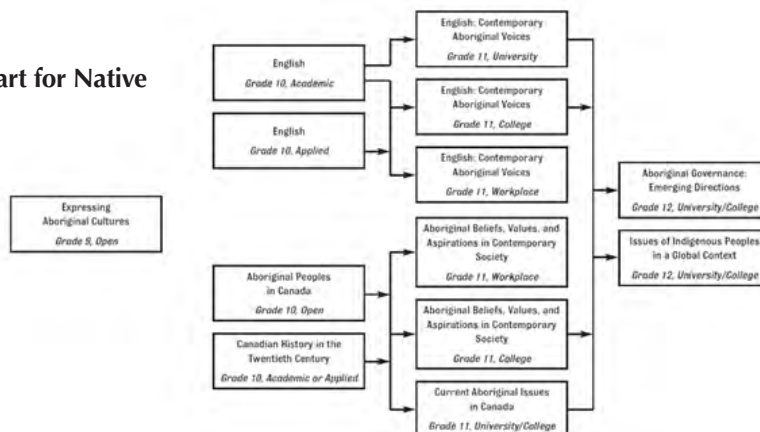 art for Native
English
Grade 10, Academic
English
Grade 10, Applied
Expressing
Aboriginal Cultures
Grade 9, Open
Aboriginal Peoples
in Canada
Grade 10, Open
Canadian History in the
Twentieth Century
Grade 10, Academic or Applied
English: Contemporary
Aboriginal Voices
Grade 11, University
English: Contemporary
Aboriginal Voices
Grade 11, College
English: Contemporary
Aboriginal Voices
Grade 11, Workplace
Aboriginal Beliefs, Values, and
Aspirations in Contemporary
Society
Grade 11, Workplace
Aboriginal Beliefs, Values, and
Aspirations in Contemporary
Society
Grade 11, College
Current Aboriginal Issues
in Canada
Grade 11, University/College
Aboriginal Governance:
Emerging Directions
Grade 12, University/College
Issues of Indigenous Peoples
in a Global Context
Grade 12, University/College